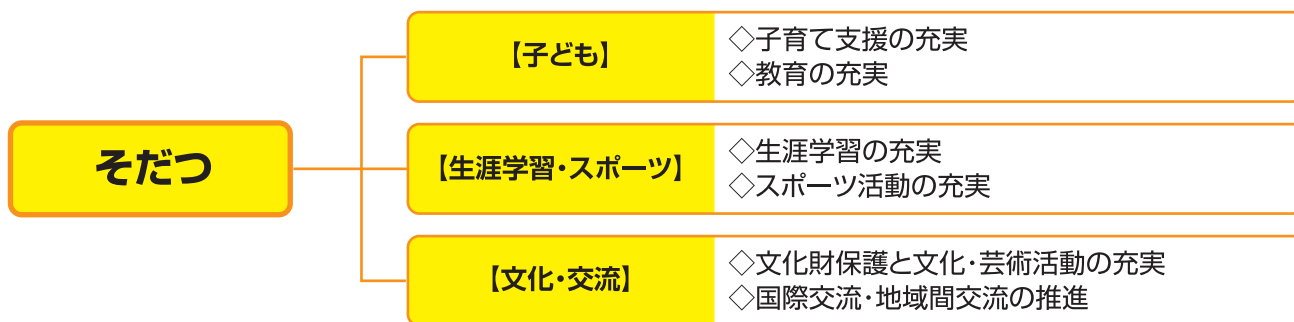 そだつ
【子ども】
◇子育て支援の充実
◇教育の充実
【生涯学習・スポーツ】
◇生涯学習の充実
◇スポーツ活動の充実
【文化・交流】
◇文化財保護と文化・芸術活動の充実
◇国際交流・地域間交流の推進